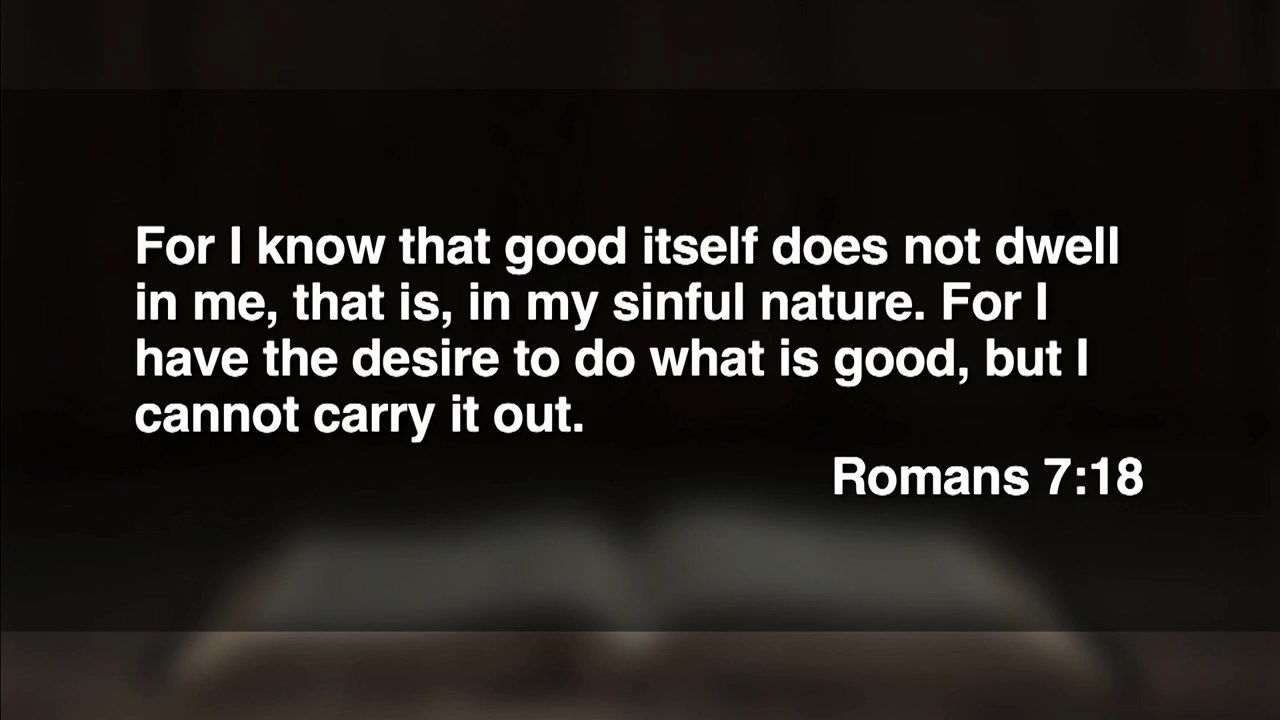 For I know that good itself does not dwell
in me, that is, in my sinful nature. For I
have the desire to do what is good, but I
cannot carry it out.
Romans 7:18